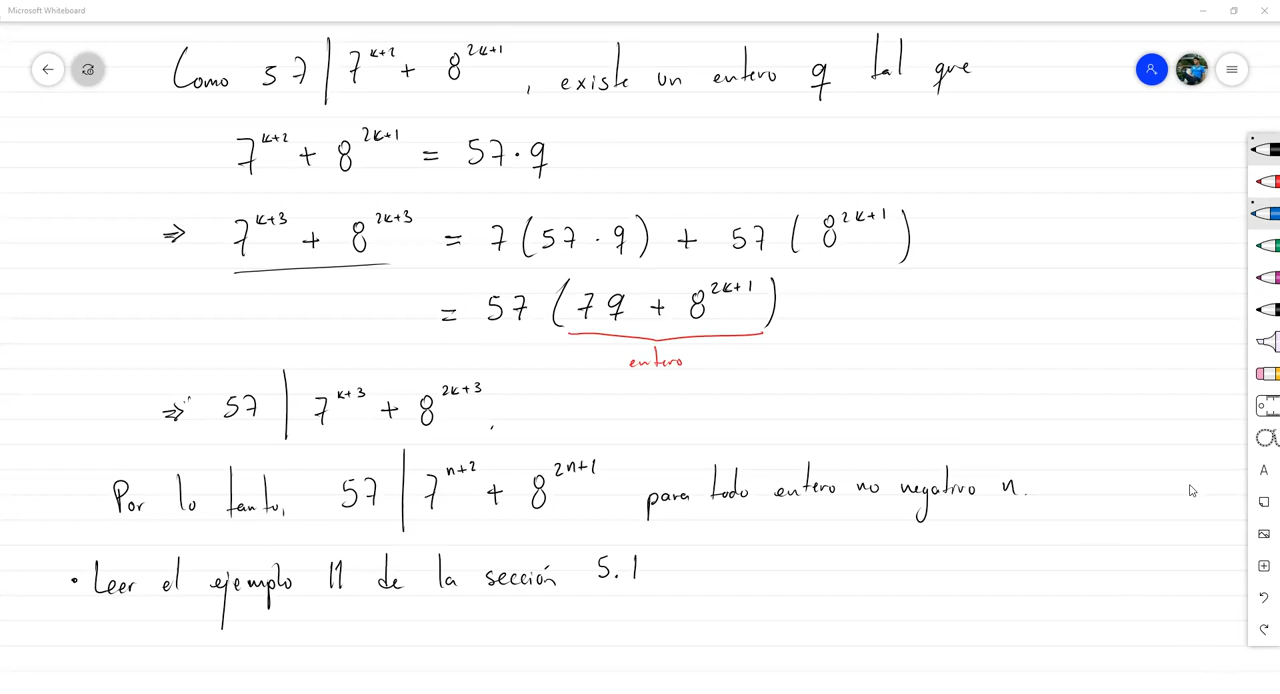 Microsoft Whiteboard
Como 57 | 7^{k+2} + 8^{2k+1}, existe un entero q tal que
7^{k+2} + 8^{2k+1} = 57 · q
⇒ 7^{k+3} + 8^{2k+3} = 7(57 · q) + 57(8^{2k+1})
= 57(7q + 8^{2k+1})
entero
⇒ 57 | 7^{k+3} + 8^{2k+3}.
Por lo tanto, 57 | 7^{n+2} + 8^{2n+1} para todo entero no negativo n.
• Leer el ejemplo 11 de la sección 5.1
A